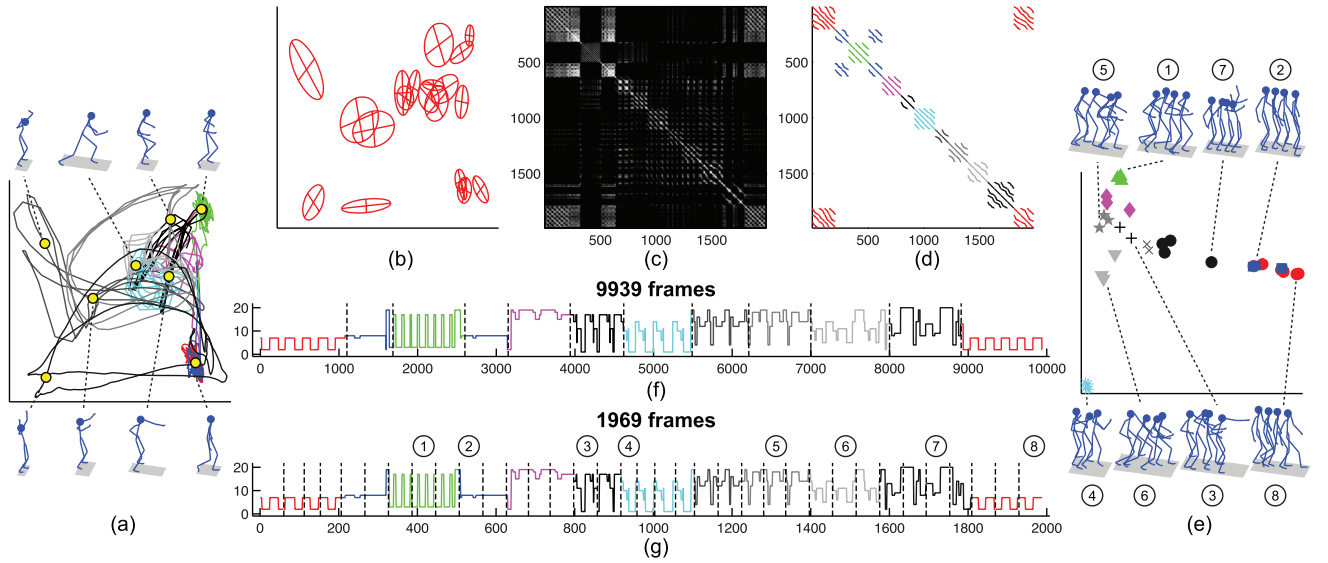 (a)
(b)
500
1000
1500
500 1000 1500
(c)
500
1000
1500
500 1000 1500
(d)
5 1 7 2
4 6 3 8
(e)
9939 frames
20
10
0
0 1000 2000 3000 4000 5000 6000 7000 8000 9000 10000
(f)
1969 frames
1 2 3 4 5 6 7 8
20
10
0
0 200 400 600 800 1000 1200 1400 1600 1800 2000
(g)